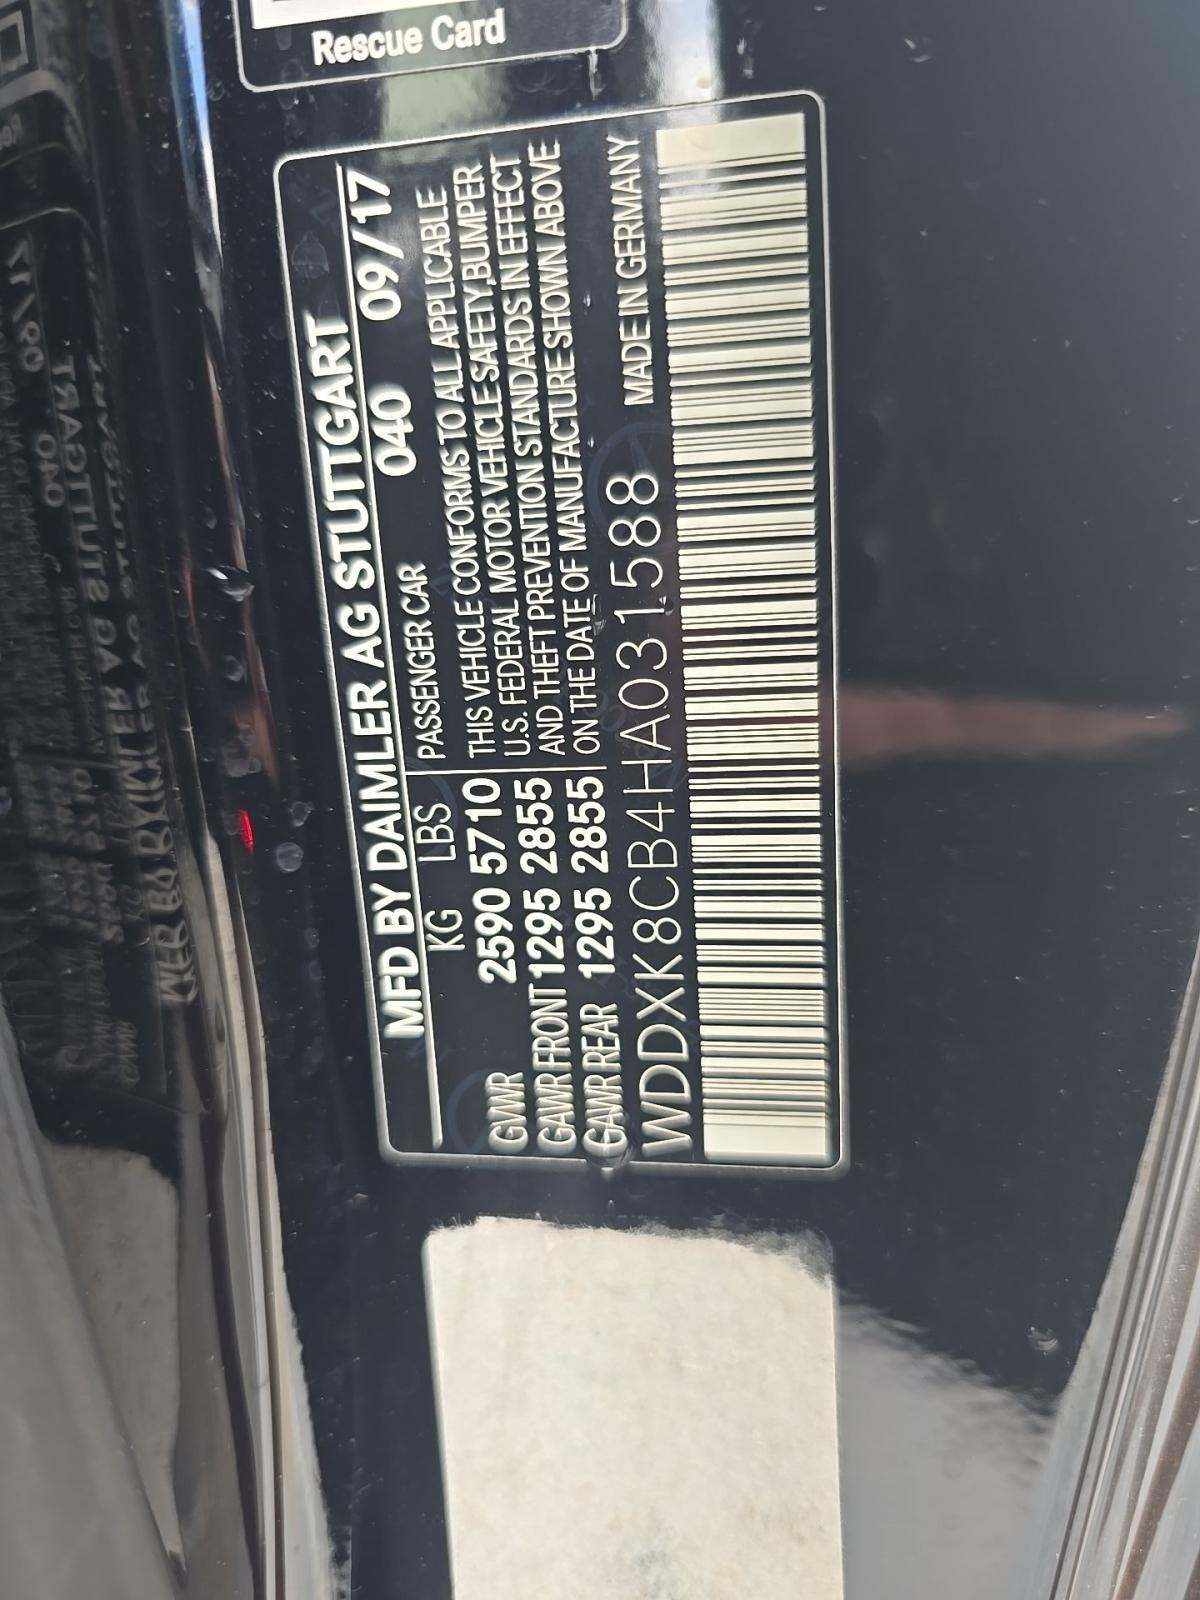 Rescue Card
MFD BY DAIMLER AG STUTTGART
KG LBS PASSENGER CAR 040 09/17
GVWR 2590 5710
GAWR FRONT 1295 2855
GAWR REAR 1295 2855
THIS VEHICLE CONFORMS TO ALL APPLICABLE
U.S. FEDERAL MOTOR VEHICLE SAFETY,BUMPER
AND THEFT PREVENTION STANDARDS IN EFFECT
ON THE DATE OF MANUFACTURE SHOWN ABOVE
WDDXK8CB4HA031588 MADE IN GERMANY